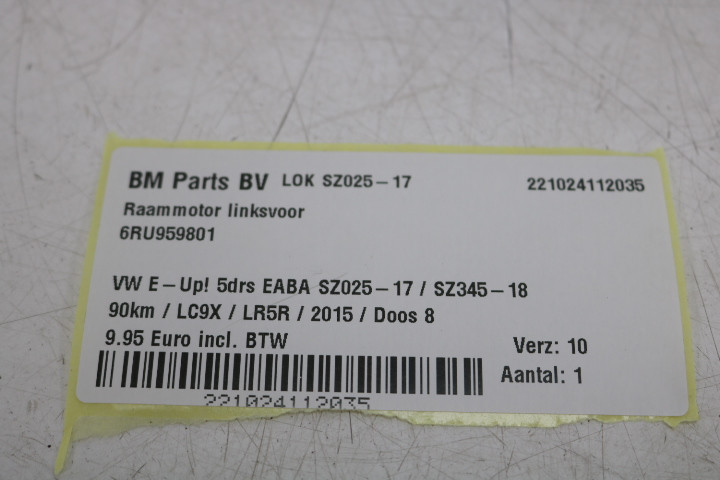 BM Parts BV LOK SZ025-17 221024112035
Raammotor linksvoor
6RU959801
VW E-Up! 5drs EABA SZ025-17 / SZ345-18
90km / LC9X / LR5R / 2015 / Doos 8
9.95 Euro incl. BTW Verz: 10
Aantal: 1
221024112035